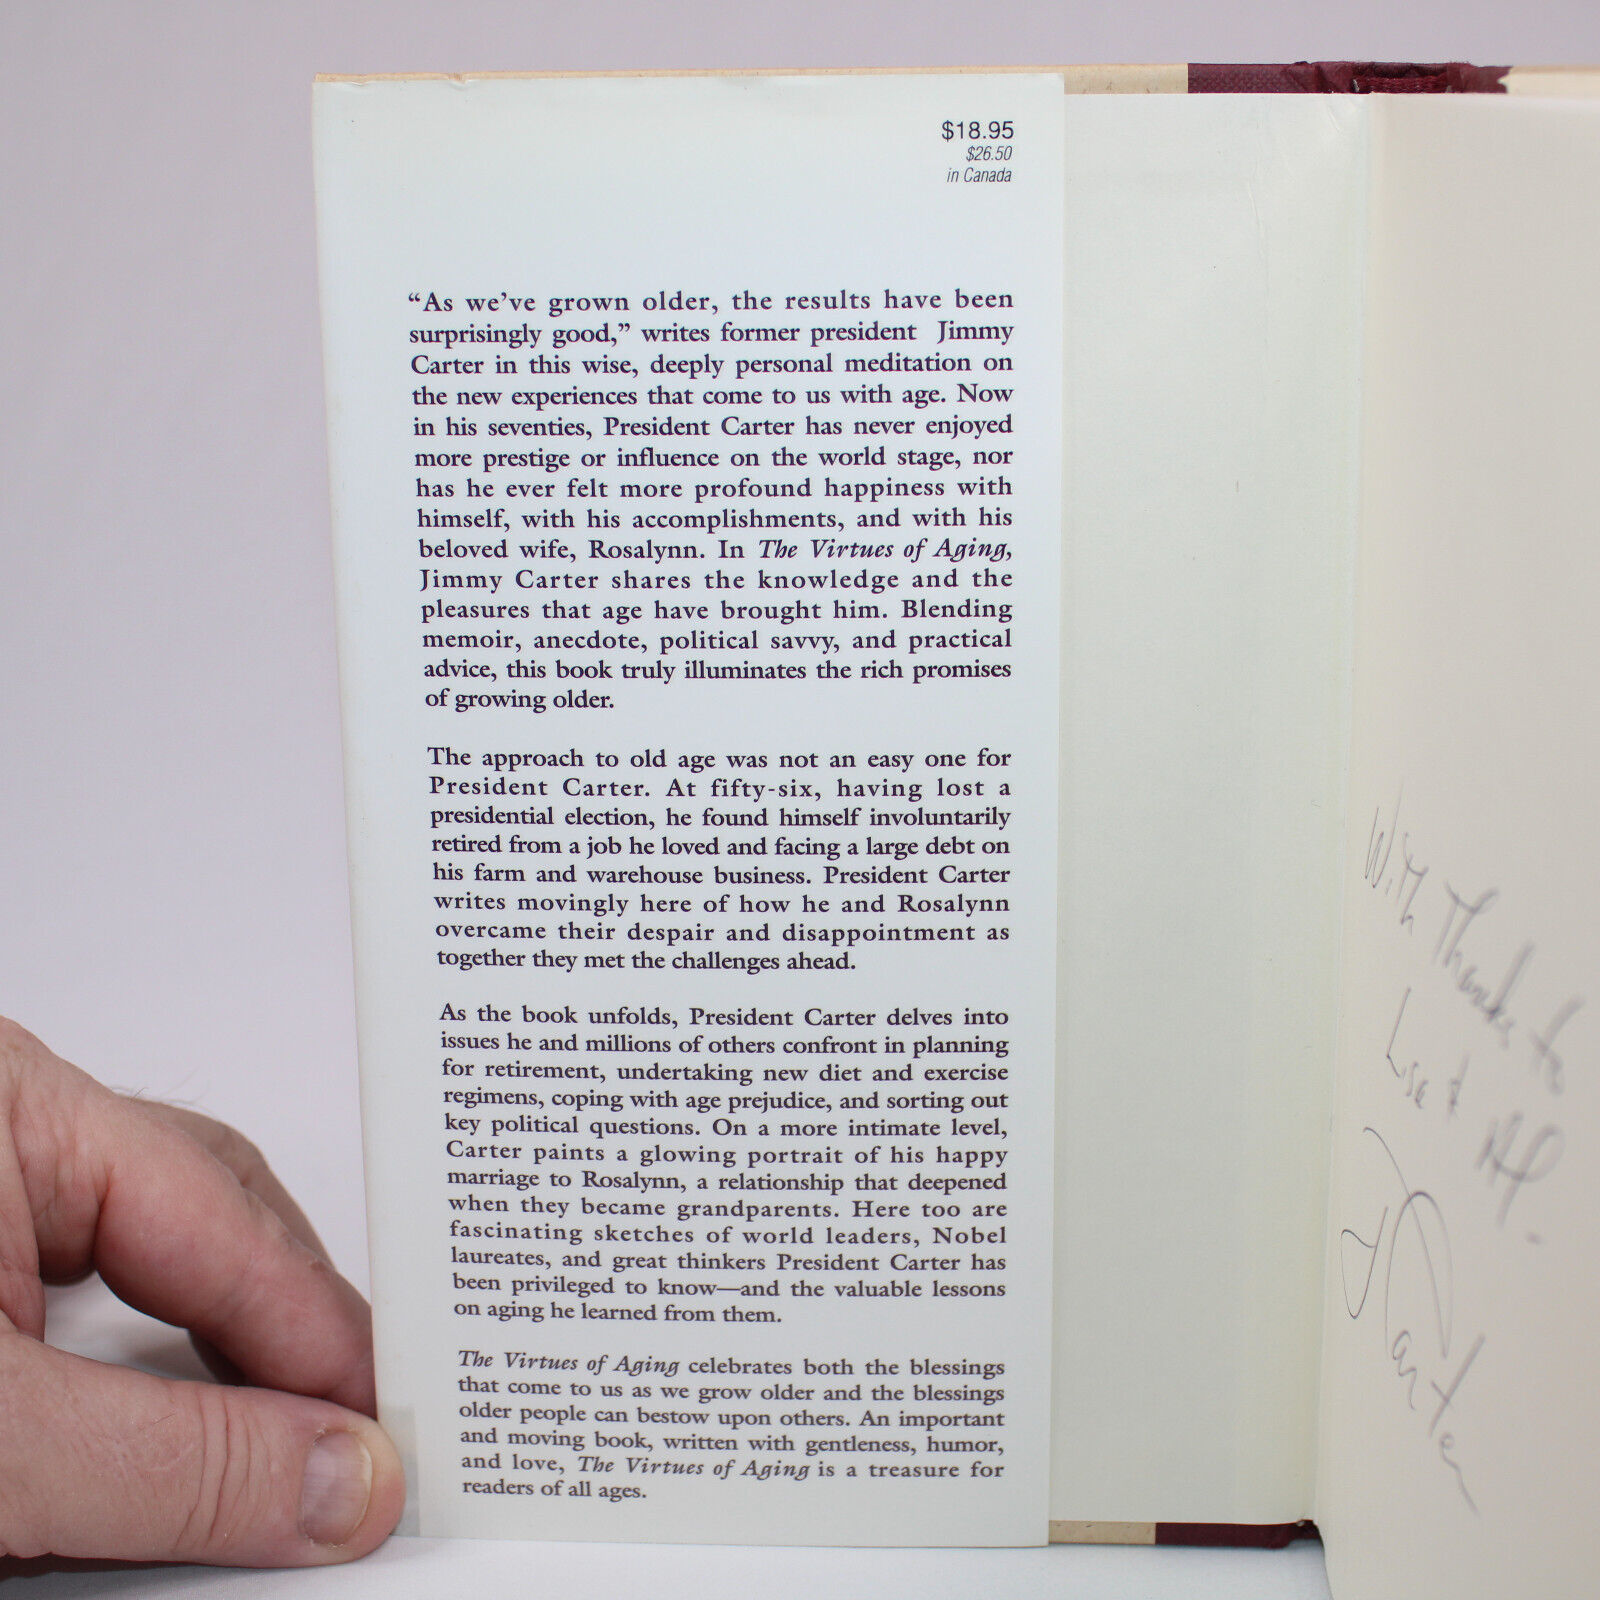 $18.95
$26.50
in Canada
“As we’ve grown older, the results have been
surprisingly good,” writes former president Jimmy
Carter in this wise, deeply personal meditation on
the new experiences that come to us with age. Now
in his seventies, President Carter has never enjoyed
more prestige or influence on the world stage, nor
has he ever felt more profound happiness with
himself, with his accomplishments, and with his
beloved wife, Rosalynn. In The Virtues of Aging,
Jimmy Carter shares the knowledge and the
pleasures that age have brought him. Blending
memoir, anecdote, political savvy, and practical
advice, this book truly illuminates the rich promises
of growing older.
The approach to old age was not an easy one for
President Carter. At fifty-six, having lost a
presidential election, he found himself involuntarily
retired from a job he loved and facing a large debt on
his farm and warehouse business. President Carter
writes movingly here of how he and Rosalynn
overcame their despair and disappointment as
together they met the challenges ahead.
As the book unfolds, President Carter delves into
issues he and millions of others confront in planning
for retirement, undertaking new diet and exercise
regimens, coping with age prejudice, and sorting out
key political questions. On a more intimate level,
Carter paints a glowing portrait of his happy
marriage to Rosalynn, a relationship that deepened
when they became grandparents. Here too are
fascinating sketches of world leaders, Nobel
laureates, and great thinkers President Carter has
been privileged to know—and the valuable lessons
on aging he learned from them.
The Virtues of Aging celebrates both the blessings
that come to us as we grow older and the blessings
older people can bestow upon others. An important
and moving book, written with gentleness, humor,
and love, The Virtues of Aging is a treasure for
readers of all ages.
With Thanks to
Lise &
J Carter